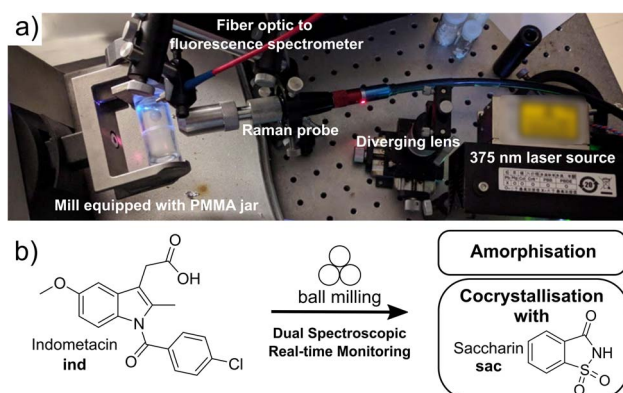 a)
Fiber optic to
fluorescence spectrometer
Raman probe
Diverging lens
375 nm laser source
Mill equipped with PMMA jar
b)
O
OH
O
N
O
Cl
Indometacin
ind
ball milling
Dual Spectroscopic
Real-time Monitoring
Amorphisation
Cocrystallisation
with
Saccharin
sac
O
NH
S
O
O